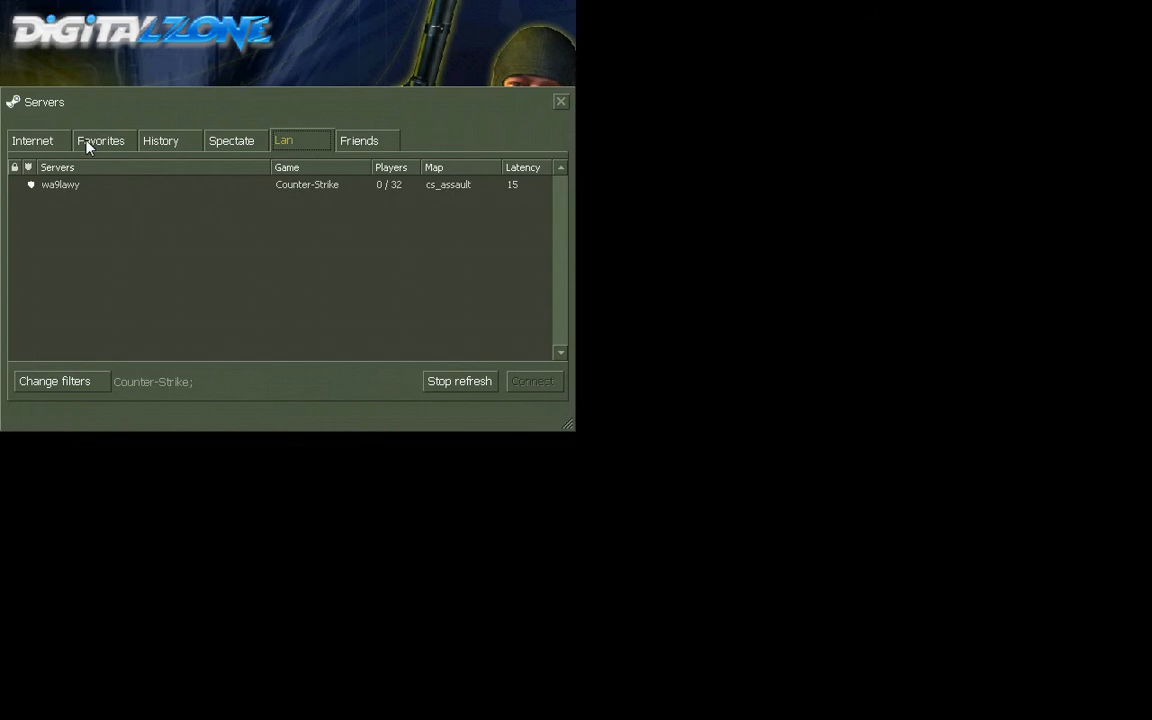 DIGITALZONE
Servers
Internet Favorites History Spectate Lan Friends
Servers Game Players Map Latency
wa9lawy Counter-Strike 0 / 32 cs_assault 15
Change filters Counter-Strike; Stop refresh Connect